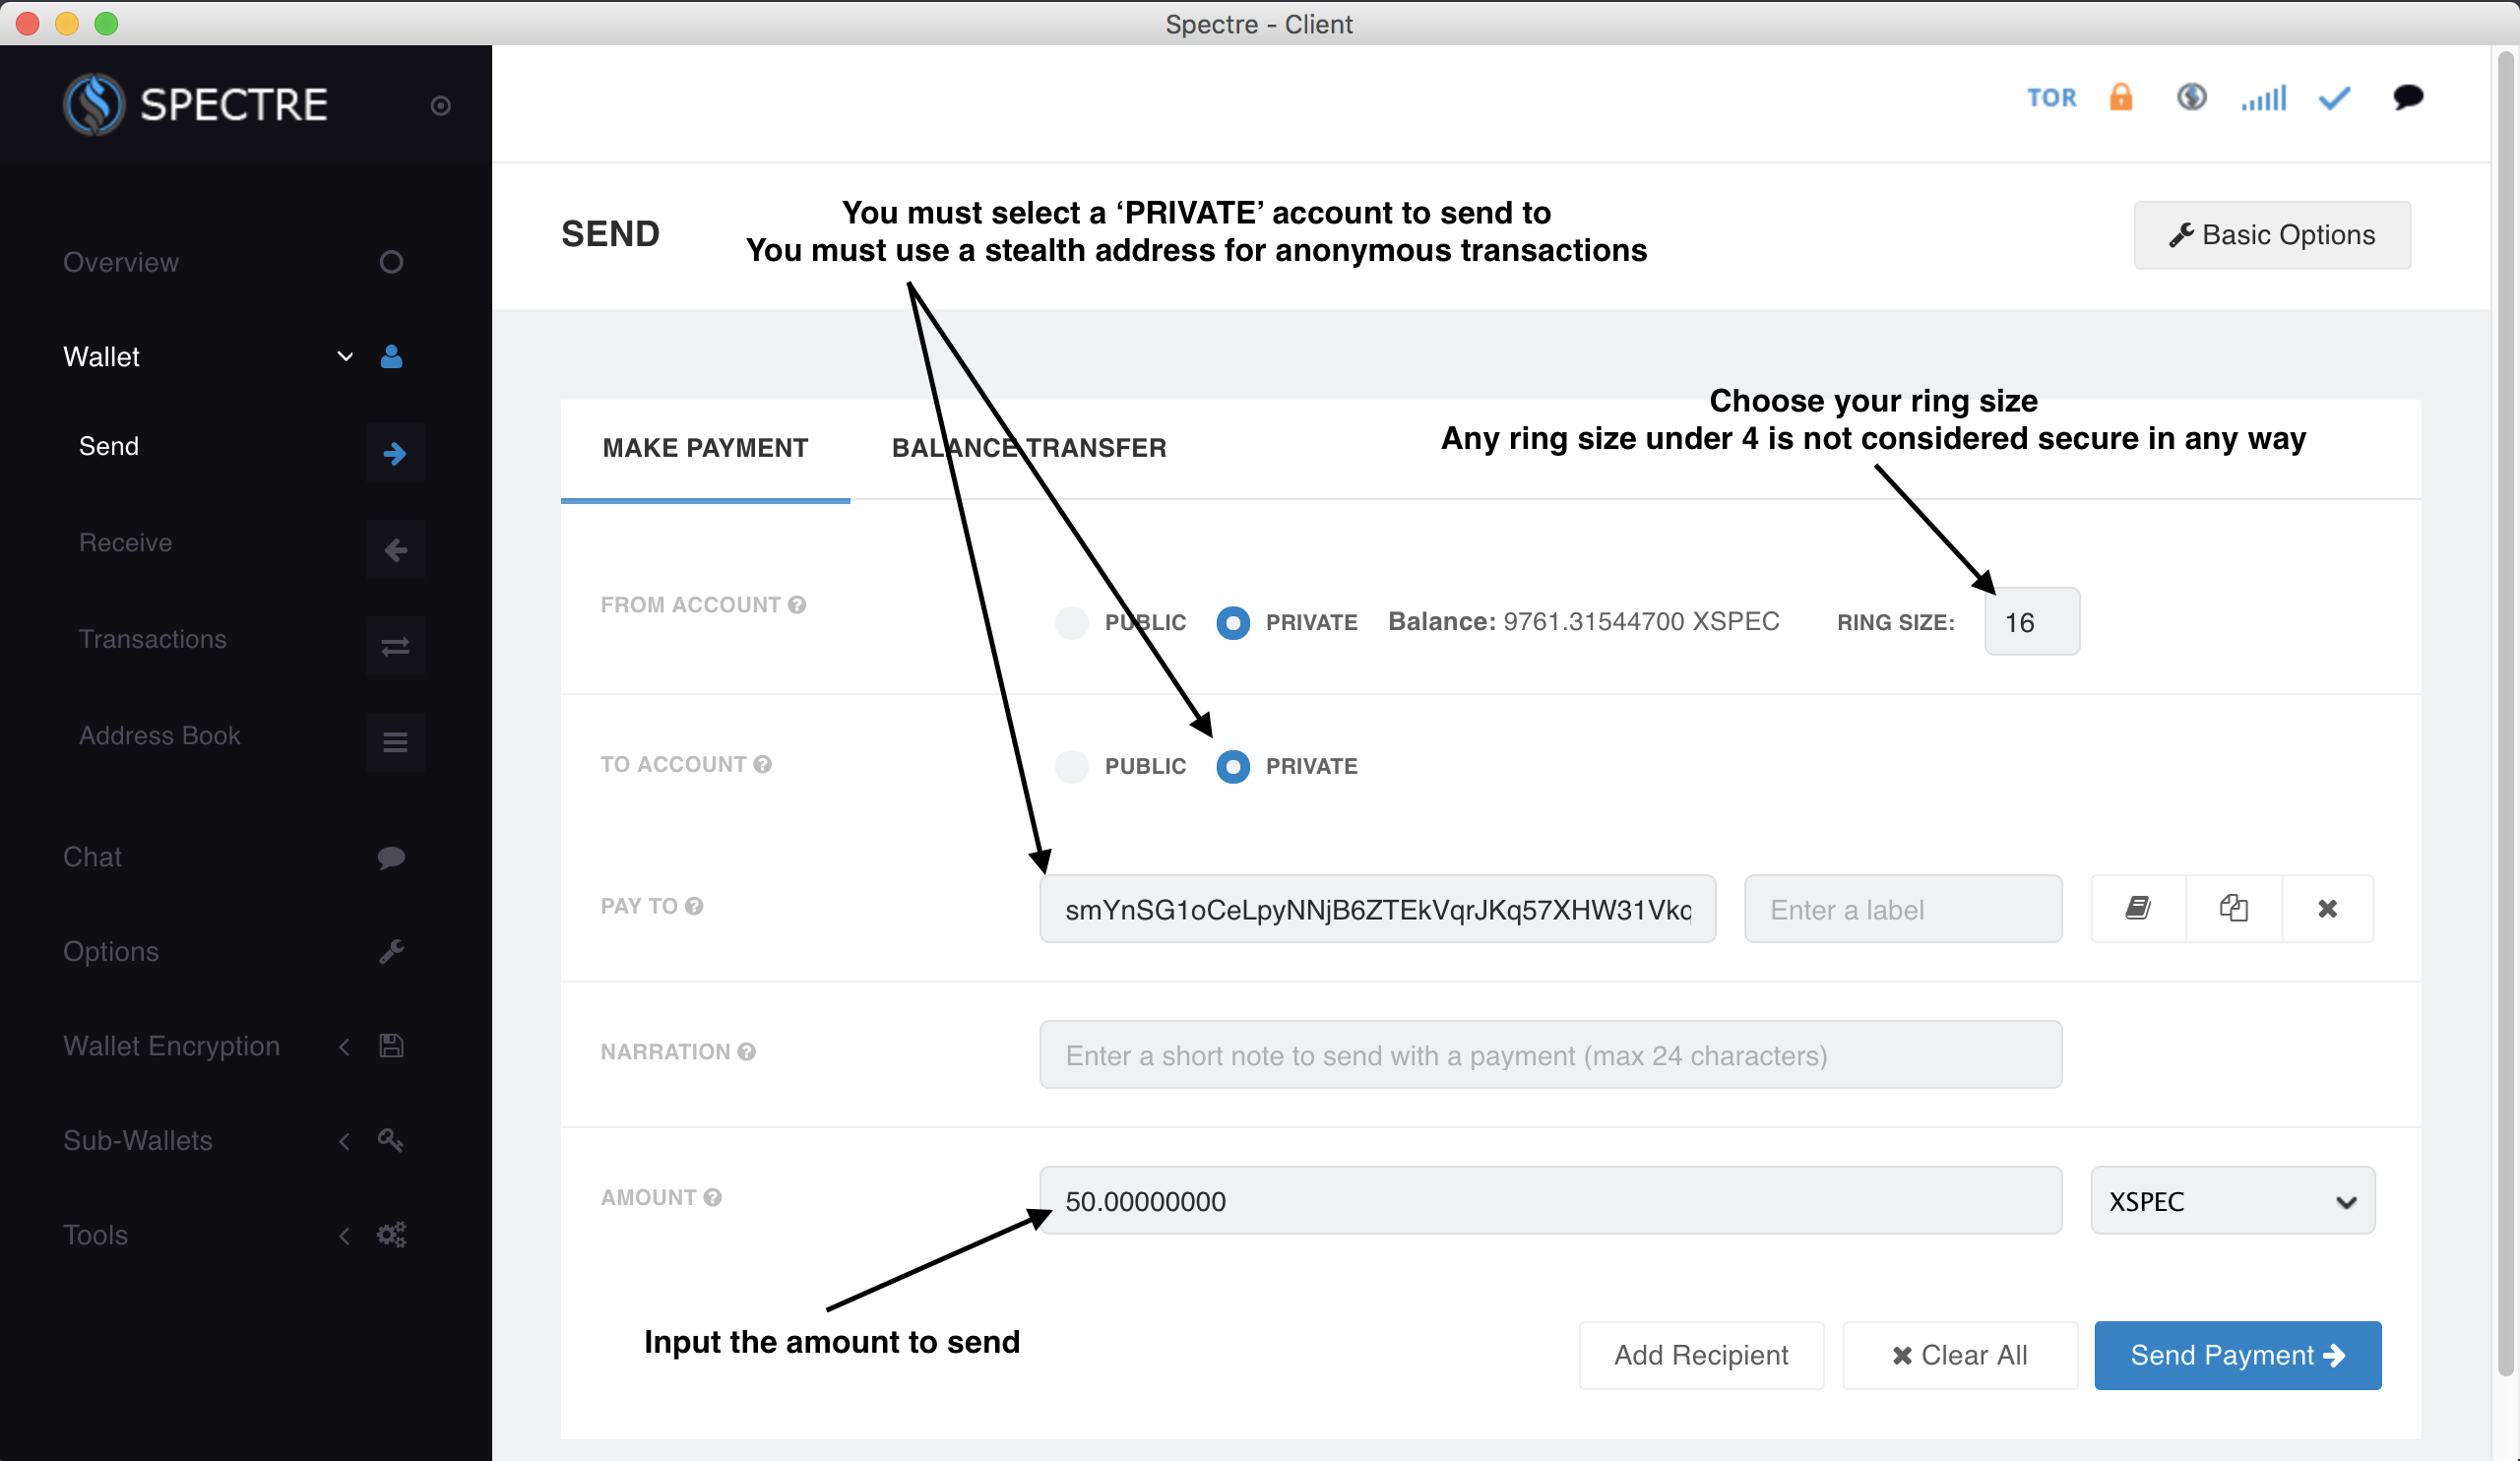 Spectre - Client
SPECTRE
TOR
Overview
Wallet
Send
Receive
Transactions
Address Book
Chat
Options
Wallet Encryption
Sub-Wallets
Tools
SEND
You must select a ‘PRIVATE’ account to send to
You must use a stealth address for anonymous transactions
Basic Options
Choose your ring size
Any ring size under 4 is not considered secure in any way
MAKE PAYMENT BALANCE TRANSFER
FROM ACCOUNT PUBLIC PRIVATE Balance: 9761.31544700 XSPEC RING SIZE: 16
TO ACCOUNT PUBLIC PRIVATE
PAY TO smYnSG1oCeLpyNNjB6ZTEkVqrJKq57XHW31Vkq Enter a label
NARRATION Enter a short note to send with a payment (max 24 characters)
AMOUNT 50.00000000 XSPEC
Input the amount to send
Add Recipient Clear All Send Payment